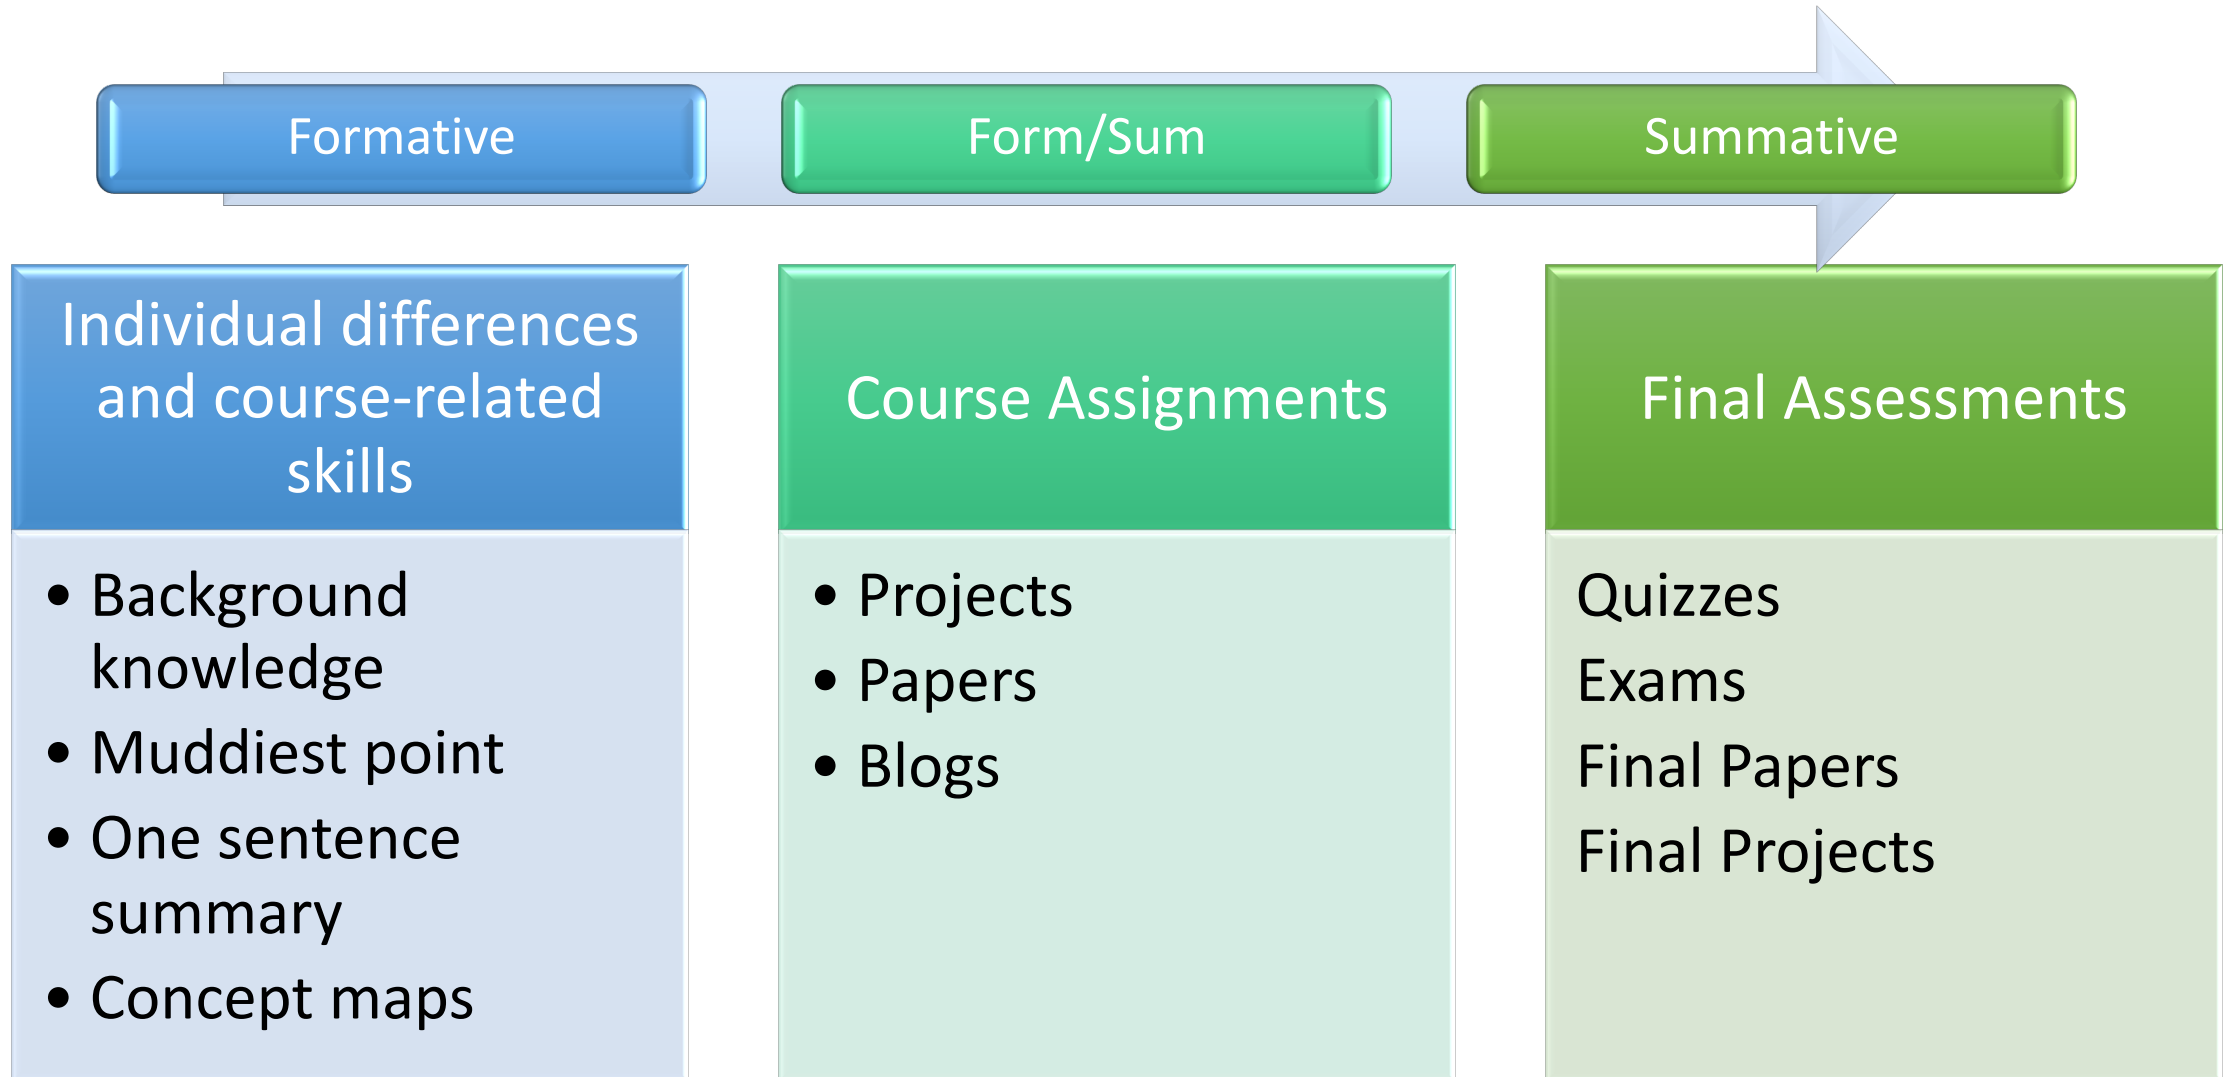 Formative
Form/Sum
Summative
Individual differences
and course-related
skills
• Background
knowledge
• Muddiest point
• One sentence
summary
• Concept maps
Course Assignments
• Projects
• Papers
• Blogs
Final Assessments
Quizzes
Exams
Final Papers
Final Projects